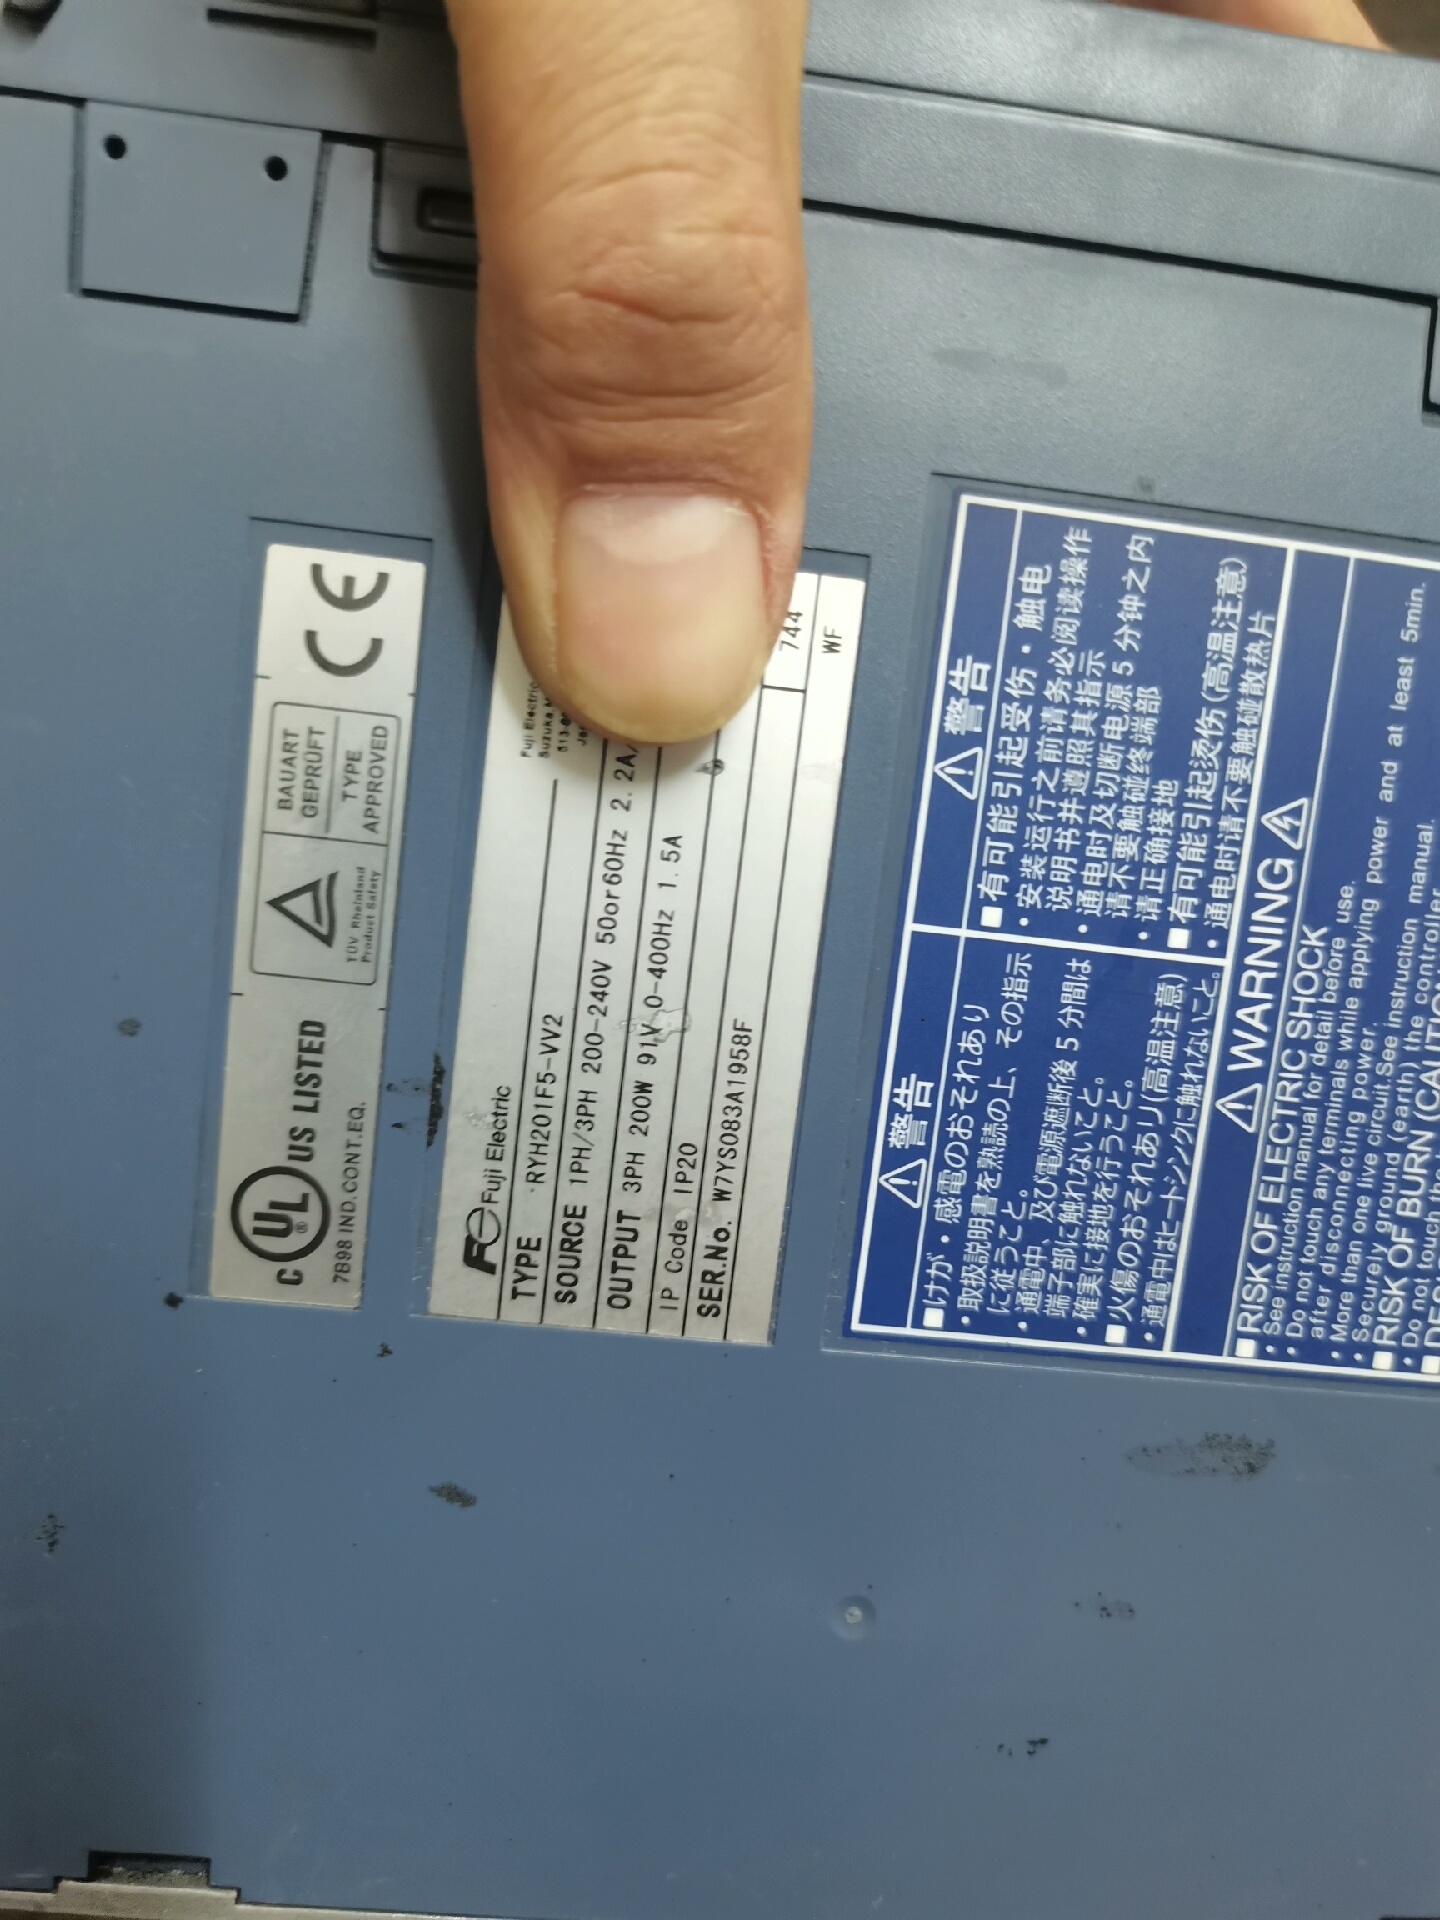 C UL ® US LISTED
7B98 IND.CONT.EQ.
TÜV Rheinland
Product Safety
BAUART
GEPRÜFT
TYPE
APPROVED
CE
Fe Fuji Electric
Fuji Electric
Suzuka
TYPE RYH201F5-VV2
SOURCE 1PH/3PH 200-240V 50or60Hz 2.2A/
OUTPUT 3PH 200W 91V 0-400Hz 1.5A
IP Code IP20
SER.No. W7YS083A1958F
744
WF
警告
■けが・感電のおそれあり
・取扱説明書を熟読の上、その指示
に従うこと。
・通電中、及び電源遮断後5分間は
端子部に触れないこと。
・確実に接地を行うこと。
■火傷のおそれあり(高温注意)
・通電中はヒートシンクに触れないこと。
警告
■有可能引起受伤・触电
・安装运行之前请务必阅读操作
说明书并遵照其指示
・通电时及切断电源5分钟之内
请不要触碰终端部
・请正确接地
■有可能引起烫伤(高温注意)
・通电时请不要触碰散热片
WARNING
■RISK OF ELECTRIC SHOCK
・See instruction manual for detail before use.
・Do not touch any terminals while applying power and at least 5min.
after disconnecting power.
・More than one live circuit.See instruction manual.
・Securely ground (earth) the controller.
■RISK OF BURN (CAUTION
・Do not touch the